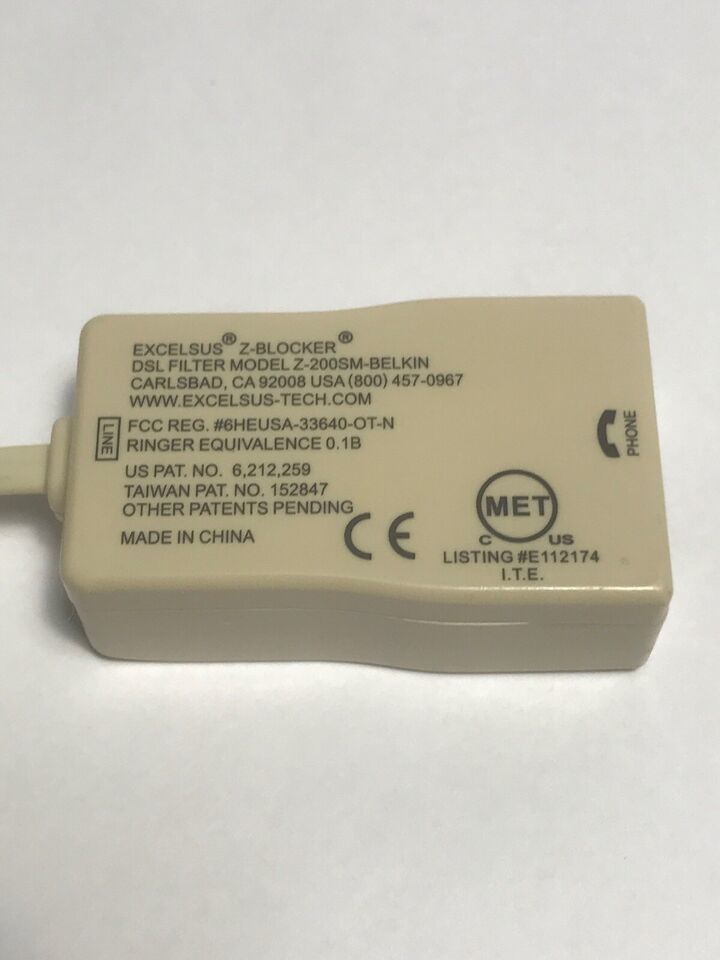 EXCELSUS® Z-BLOCKER®
DSL FILTER MODEL Z-200SM-BELKIN
CARLSBAD, CA 92008 USA (800) 457-0967
WWW.EXCELSUS-TECH.COM
LINE
FCC REG. #6HEUSA-33640-OT-N
RINGER EQUIVALENCE 0.1B
US PAT. NO. 6,212,259
TAIWAN PAT. NO. 152847
OTHER PATENTS PENDING
MADE IN CHINA
CE
PHONE
MET
C US
LISTING #E112174
I.T.E.